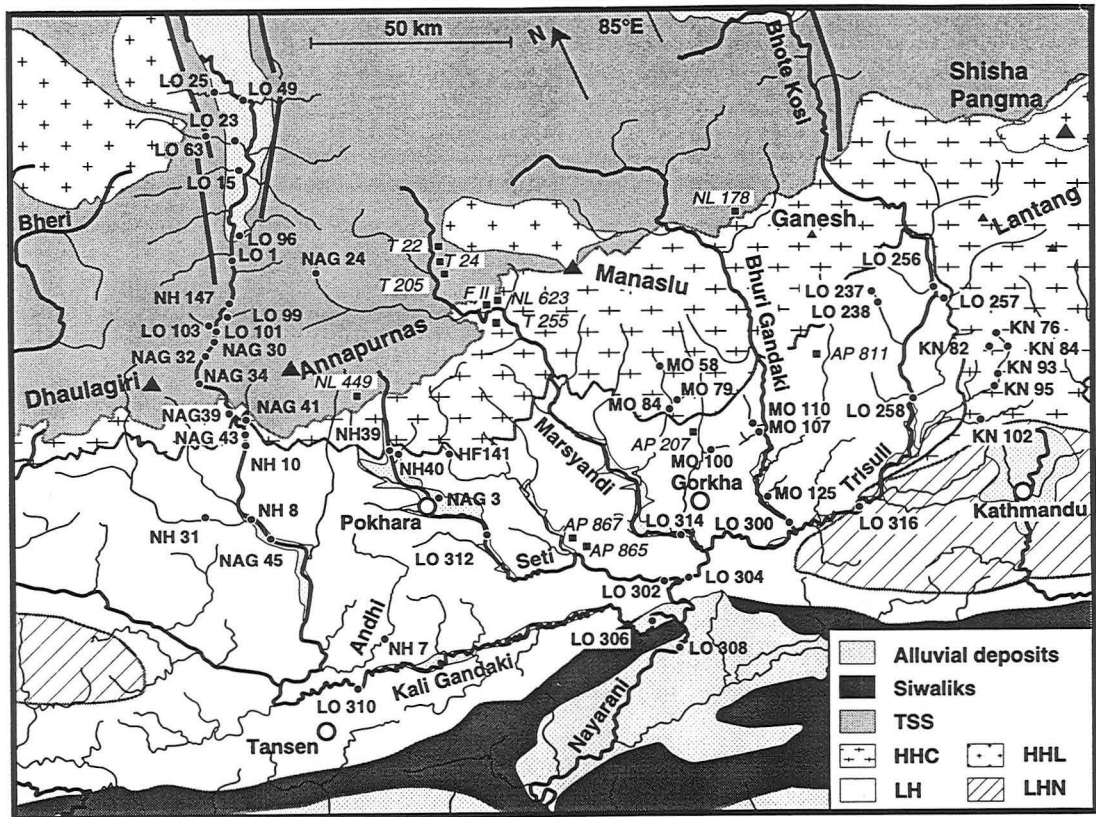 50 km
N
85°E
Bhote Kosi
Shisha
Pangma
LO 25
LO 49
LO 23
LO 63
LO 15
Bheri
LO 96
LO 1
NAG 24
T 22
T 24
T 205
NL 178
Ganesh
Lantang
LO 256
NH 147
LO 99
LO 103
LO 101
NAG 30
NAG 32
NAG 34
Dhaulagiri
Annapurnas
NL 449
F II
NL 623
T 255
Manaslu
Bhuri Gandaki
LO 237
LO 238
LO 257
KN 76
KN 82
KN 84
KN 93
KN 95
AP 811
MO 58
MO 79
MO 84
LO 258
NAG39
NAG 41
NAG 43
NH39
NH40
HF141
NH 10
Marsyandi
AP 207
MO 110
MO 107
MO 100
KN 102
Gorkha
Trisuli
Kathmandu
NAG 3
Pokhara
NH 8
NH 31
NAG 45
MO 125
LO 314
LO 300
LO 316
AP 867
AP 865
LO 312
Seti
LO 302
LO 304
Andhi
NH 7
Kali Gandaki
LO 306
LO 308
LO 310
Tansen
Nayarani
Alluvial deposits
Siwaliks
TSS
HHC
HHL
LH
LHN